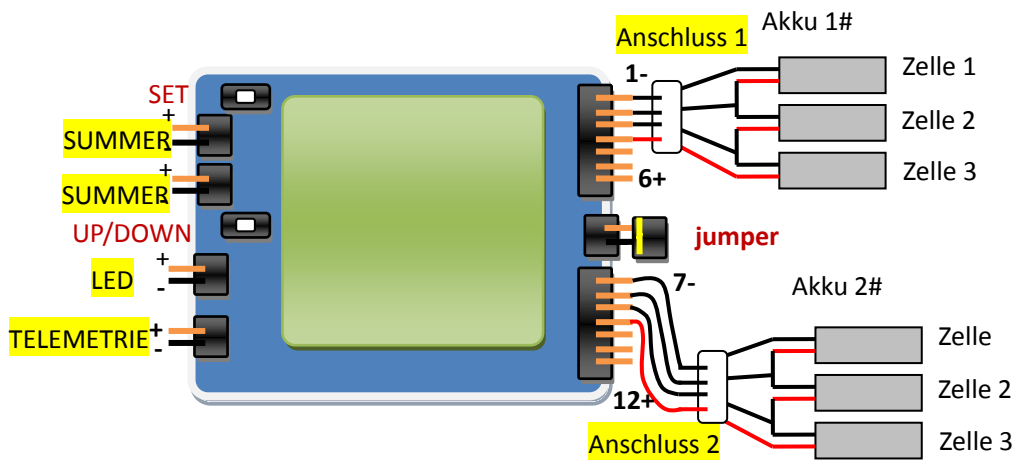 Anschluss 1
Akku 1#
Zelle 1
1-
SET
+
SUMMER
-
Zelle 2
Zelle 3
+
SUMMER
-
6+
UP/DOWN
jumper
+
LED
-
7-
Akku 2#
TELEMETRIE
+
-
Zelle
Zelle 2
12+
Anschluss 2
Zelle 3